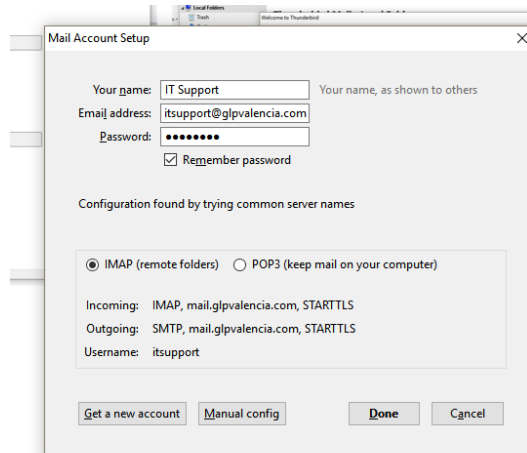 Local Folders
Trash
Welcome to Thunderbird
Mail Account Setup
Your name: IT Support Your name, as shown to others
Email address: itsupport@glpvalencia.com
Password: ●●●●●●●●
Remember password
Configuration found by trying common server names
IMAP (remote folders) POP3 (keep mail on your computer)
Incoming: IMAP, mail.glpvalencia.com, STARTTLS
Outgoing: SMTP, mail.glpvalencia.com, STARTTLS
Username: itsupport
Get a new account Manual config Done Cancel